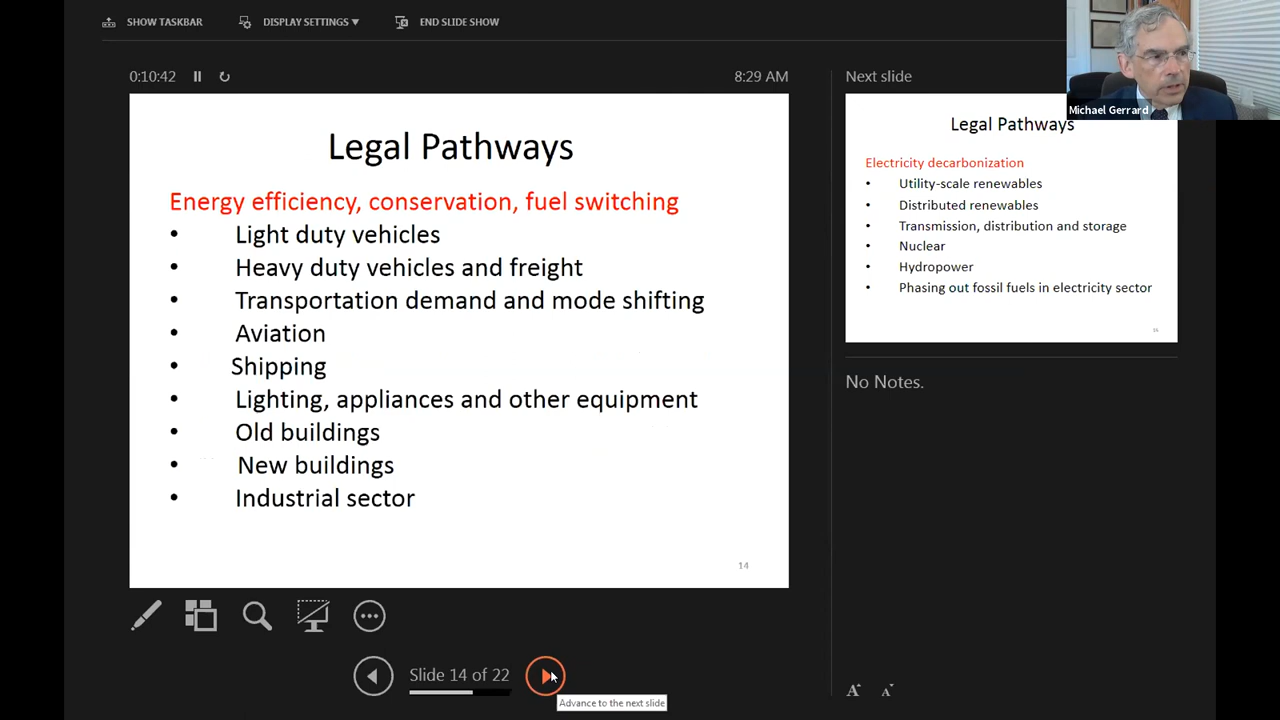 SHOW TASKBAR
DISPLAY SETTINGS ▼
END SLIDE SHOW
Michael Gerrard
0:10:42
8:29 AM
Legal Pathways
Energy efficiency, conservation, fuel switching
• Light duty vehicles
• Heavy duty vehicles and freight
• Transportation demand and mode shifting
• Aviation
• Shipping
• Lighting, appliances and other equipment
• Old buildings
• New buildings
• Industrial sector
14
Next slide
Legal Pathways
Electricity decarbonization
• Utility-scale renewables
• Distributed renewables
• Transmission, distribution and storage
• Nuclear
• Hydropower
• Phasing out fossil fuels in electricity sector
No Notes.
Slide 14 of 22
Advance to the next slide
A A